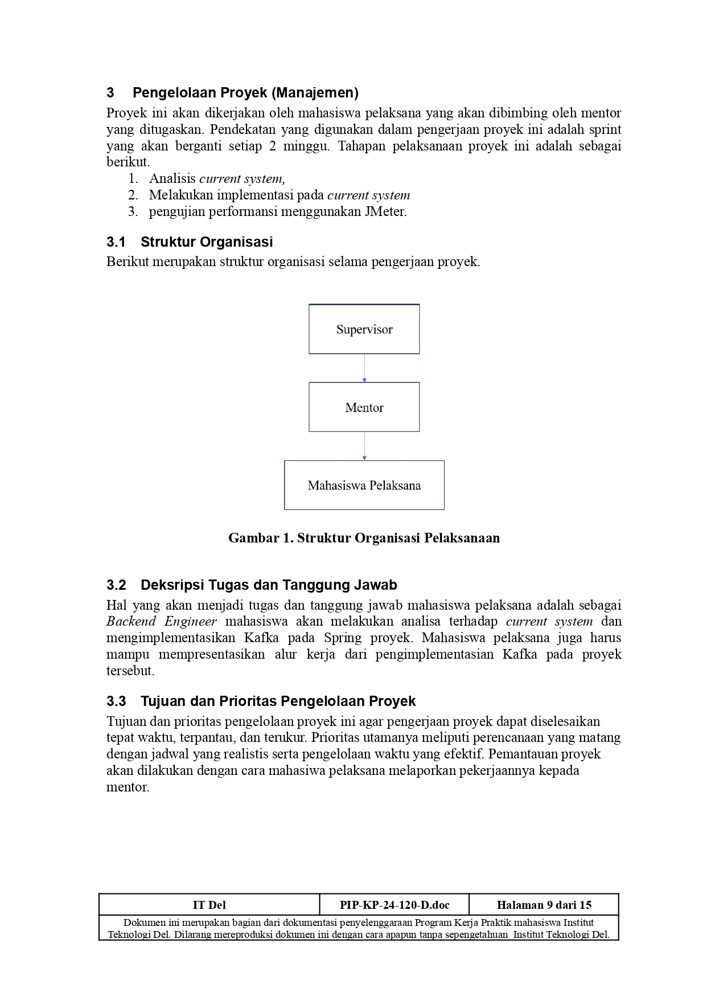 3 Pengelolaan Proyek (Manajemen)
Proyek ini akan dikerjakan oleh mahasiswa pelaksana yang akan dibimbing oleh mentor
yang ditugaskan. Pendekatan yang digunakan dalam pengerjaan proyek ini adalah sprint
yang akan berganti setiap 2 minggu. Tahapan pelaksanaan proyek ini adalah sebagai
berikut.
1. Analisis current system,
2. Melakukan implementasi pada current system
3. pengujian performansi menggunakan JMeter.
3.1 Struktur Organisasi
Berikut merupakan struktur organisasi selama pengerjaan proyek.
Supervisor
Mentor
Mahasiswa Pelaksana
Gambar 1. Struktur Organisasi Pelaksanaan
3.2 Deksripsi Tugas dan Tanggung Jawab
Hal yang akan menjadi tugas dan tanggung jawab mahasiswa pelaksana adalah sebagai
Backend Engineer mahasiswa akan melakukan analisa terhadap current system dan
mengimplementasikan Kafka pada Spring proyek. Mahasiswa pelaksana juga harus
mampu mempresentasikan alur kerja dari pengimplementasian Kafka pada proyek
tersebut.
3.3 Tujuan dan Prioritas Pengelolaan Proyek
Tujuan dan prioritas pengelolaan proyek ini agar pengerjaan proyek dapat diselesaikan
tepat waktu, terpantau, dan terukur. Prioritas utamanya meliputi perencanaan yang matang
dengan jadwal yang realistis serta pengelolaan waktu yang efektif. Pemantauan proyek
akan dilakukan dengan cara mahasiwa pelaksana melaporkan pekerjaannya kepada
mentor.
IT Del
PIP-KP-24-120-D.doc
Halaman 9 dari 15
Dokumen ini merupakan bagian dari dokumentasi penyelenggaraan Program Kerja Praktik mahasiswa Institut
Teknologi Del. Dilarang mereproduksi dokumen ini dengan cara apapun tanpa sepengetahuan Institut Teknologi Del.